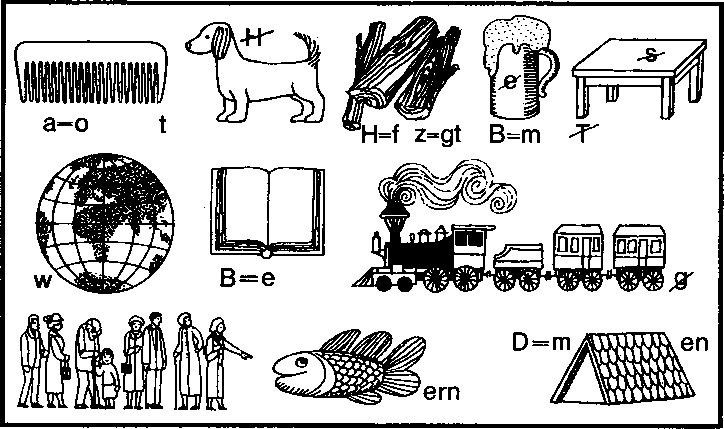 H s
e
a=o t H=f z=gt B=m T
w B=e g
D=m en
ern